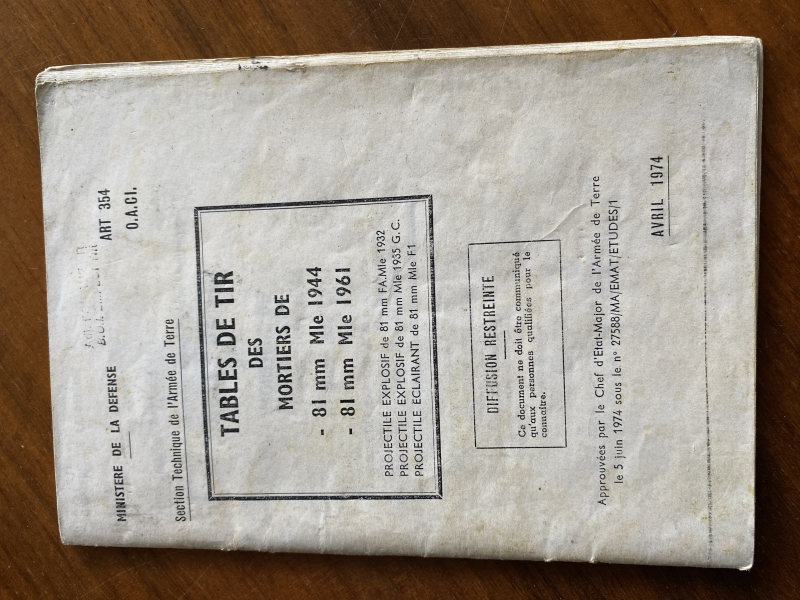 MINISTERE DE LA DEFENSE
ART 354
O.A.CI.
Section Technique de l'Armée de Terre
TABLES DE TIR
DES
MORTIERS DE
- 81 mm Mle 1944
- 81 mm Mle 1961
PROJECTILE EXPLOSIF de 81 mm FA.Mle 1932
PROJECTILE EXPLOSIF de 81 mm Mle 1935 G.C.
PROJECTILE ECLAIRANT de 81 mm Mle F1
DIFFUSION RESTREINTE
Ce document ne doit être communiqué
qu'aux personnes qualifiées pour le
connaître.
Approuvées par le Chef d'Etat-Major de l'Armée de Terre
le 5 juin 1974 sous le n° 27588/MA/EMAT/ETUDES/1
AVRIL 1974